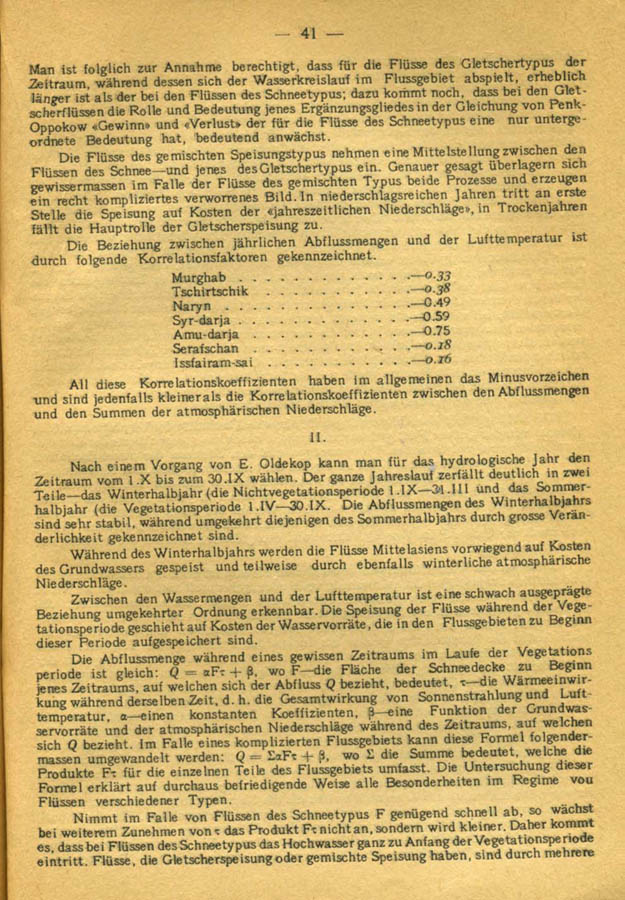 — 41 —
Man ist folglich zur Annahme berechtigt, dass für die Flüsse des Gletschertypus der
Zeitraum, während dessen sich der Wasserkreislauf im Flussgebiet abspielt, erheblich
länger ist als der bei den Flüssen des Schneetypus; dazu kommt noch, dass bei den Glet-
scherflüssen die Rolle und Bedeutung jenes Ergänzungsgliedes in der Gleichung von Penk-
Oppokow «Gewinn» und «Verlust» der für die Flüsse des Schneetypus eine nur unterge-
ordnete Bedeutung hat, bedeutend anwächst.
Die Flüsse des gemischten Speisungstypus nehmen eine Mittelstellung zwischen den
Flüssen des Schnee—und jenes des Gletschertypus ein. Genauer gesagt überlagern sich
gewissermassen im Falle der Flüsse des gemischten Typus beide Prozesse und erzeugen
ein recht kompliziertes verworrenes Bild. In niederschlagsreichen Jahren tritt an erste
Stelle die Speisung auf Kosten der «jahreszeitlichen Niederschläge», in Trockenjahren
fällt die Hauptrolle der Gletscherspeisung zu.
Die Beziehung zwischen jährlichen Abflussmengen und der Lufttemperatur ist
durch folgende Korrelationsfaktoren gekennzeichnet.
Murghab . . . . . . . . . . . . . —0.33
Tschirtschik . . . . . . . . . . . . —0.38
Naryn . . . . . . . . . . . . . . —0.49
Syr-darja . . . . . . . . . . . . . —0.59
Amu-darja . . . . . . . . . . . . —0.75
Serafschan . . . . . . . . . . . . —0.18
Issfairam-sai . . . . . . . . . . . —0.16
All diese Korrelationskoeffizienten haben im allgemeinen das Minusvorzeichen
und sind jedenfalls kleiner als die Korrelationskoeffizienten zwischen den Abflussmengen
und den Summen der atmosphärischen Niederschläge.
II.
Nach einem Vorgang von E. Oldekop kann man für das hydrologische Jahr den
Zeitraum vom 1.X bis zum 30.IX wählen. Der ganze Jahreslauf zerfällt deutlich in zwei
Teile—das Winterhalbjahr (die Nichtvegetationsperiode 1.IX—31.III und das Sommer-
halbjahr (die Vegetationsperiode 1.IV—30.IX. Die Abflussmengen des Winterhalbjahrs
sind sehr stabil, während umgekehrt diejenigen des Sommerhalbjahrs durch grosse Verän-
derlichkeit gekennzeichnet sind.
Während des Winterhalbjahrs werden die Flüsse Mittelasiens vorwiegend auf Kosten
des Grundwassers gespeist und teilweise durch ebenfalls winterliche atmosphärische
Niederschläge.
Zwischen den Wassermengen und der Lufttemperatur ist eine schwach ausgeprägte
Beziehung umgekehrter Ordnung erkennbar. Die Speisung der Flüsse während der Vege-
tationsperiode geschieht auf Kosten der Wasservorräte, die in den Flussgebieten zu Beginn
dieser Periode aufgespeichert sind.
Die Abflussmenge während eines gewissen Zeitraums im Laufe der Vegetations
periode ist gleich: Q = αFτ + β, wo F—die Fläche der Schneedecke zu Beginn
jenes Zeitraums, auf welchen sich der Abfluss Q bezieht, bedeutet, τ—die Wärmeeinwir-
kung während derselben Zeit, d. h. die Gesamtwirkung von Sonnenstrahlung und Luft-
temperatur, α—einen konstanten Koeffizienten, β—eine Funktion der Grundwas-
servorräte und der atmosphärischen Niederschläge während des Zeitraums, auf welchen
sich Q bezieht. Im Falle eines komplizierten Flussgebiets kann diese Formel folgender-
massen umgewandelt werden: Q = ΣαFτ + β, wo Σ die Summe bedeutet, welche die
Produkte Fτ für die einzelnen Teile des Flussgebiets umfasst. Die Untersuchung dieser
Formel erklärt auf durchaus befriedigende Weise alle Besonderheiten im Regime vou
Flüssen verschiedener Typen.
Nimmt im Falle von Flüssen des Schneetypus F genügend schnell ab, so wächst
bei weiterem Zunehmen von τ das Produkt Fτ nicht an, sondern wird kleiner. Daher kommt
es, dass bei Flüssen des Schneetypus das Hochwasser ganz zu Anfang der Vegetationsperiode
eintritt. Flüsse, die Gletscherspeisung oder gemischte Speisung haben, sind durch mehrere